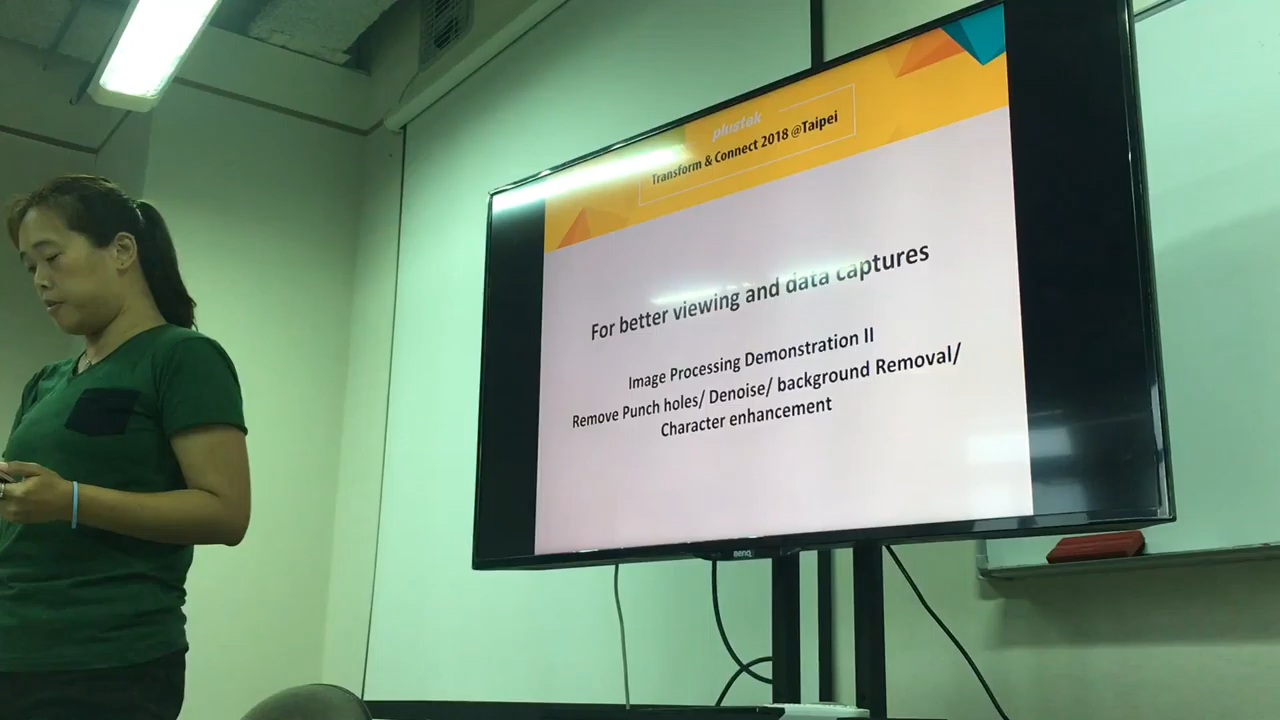 plustek
Transform & Connect 2018 @Taipei
For better viewing and data captures
Image Processing Demonstration II
Remove Punch holes/ Denoise/ background Removal/
Character enhancement
BenQ